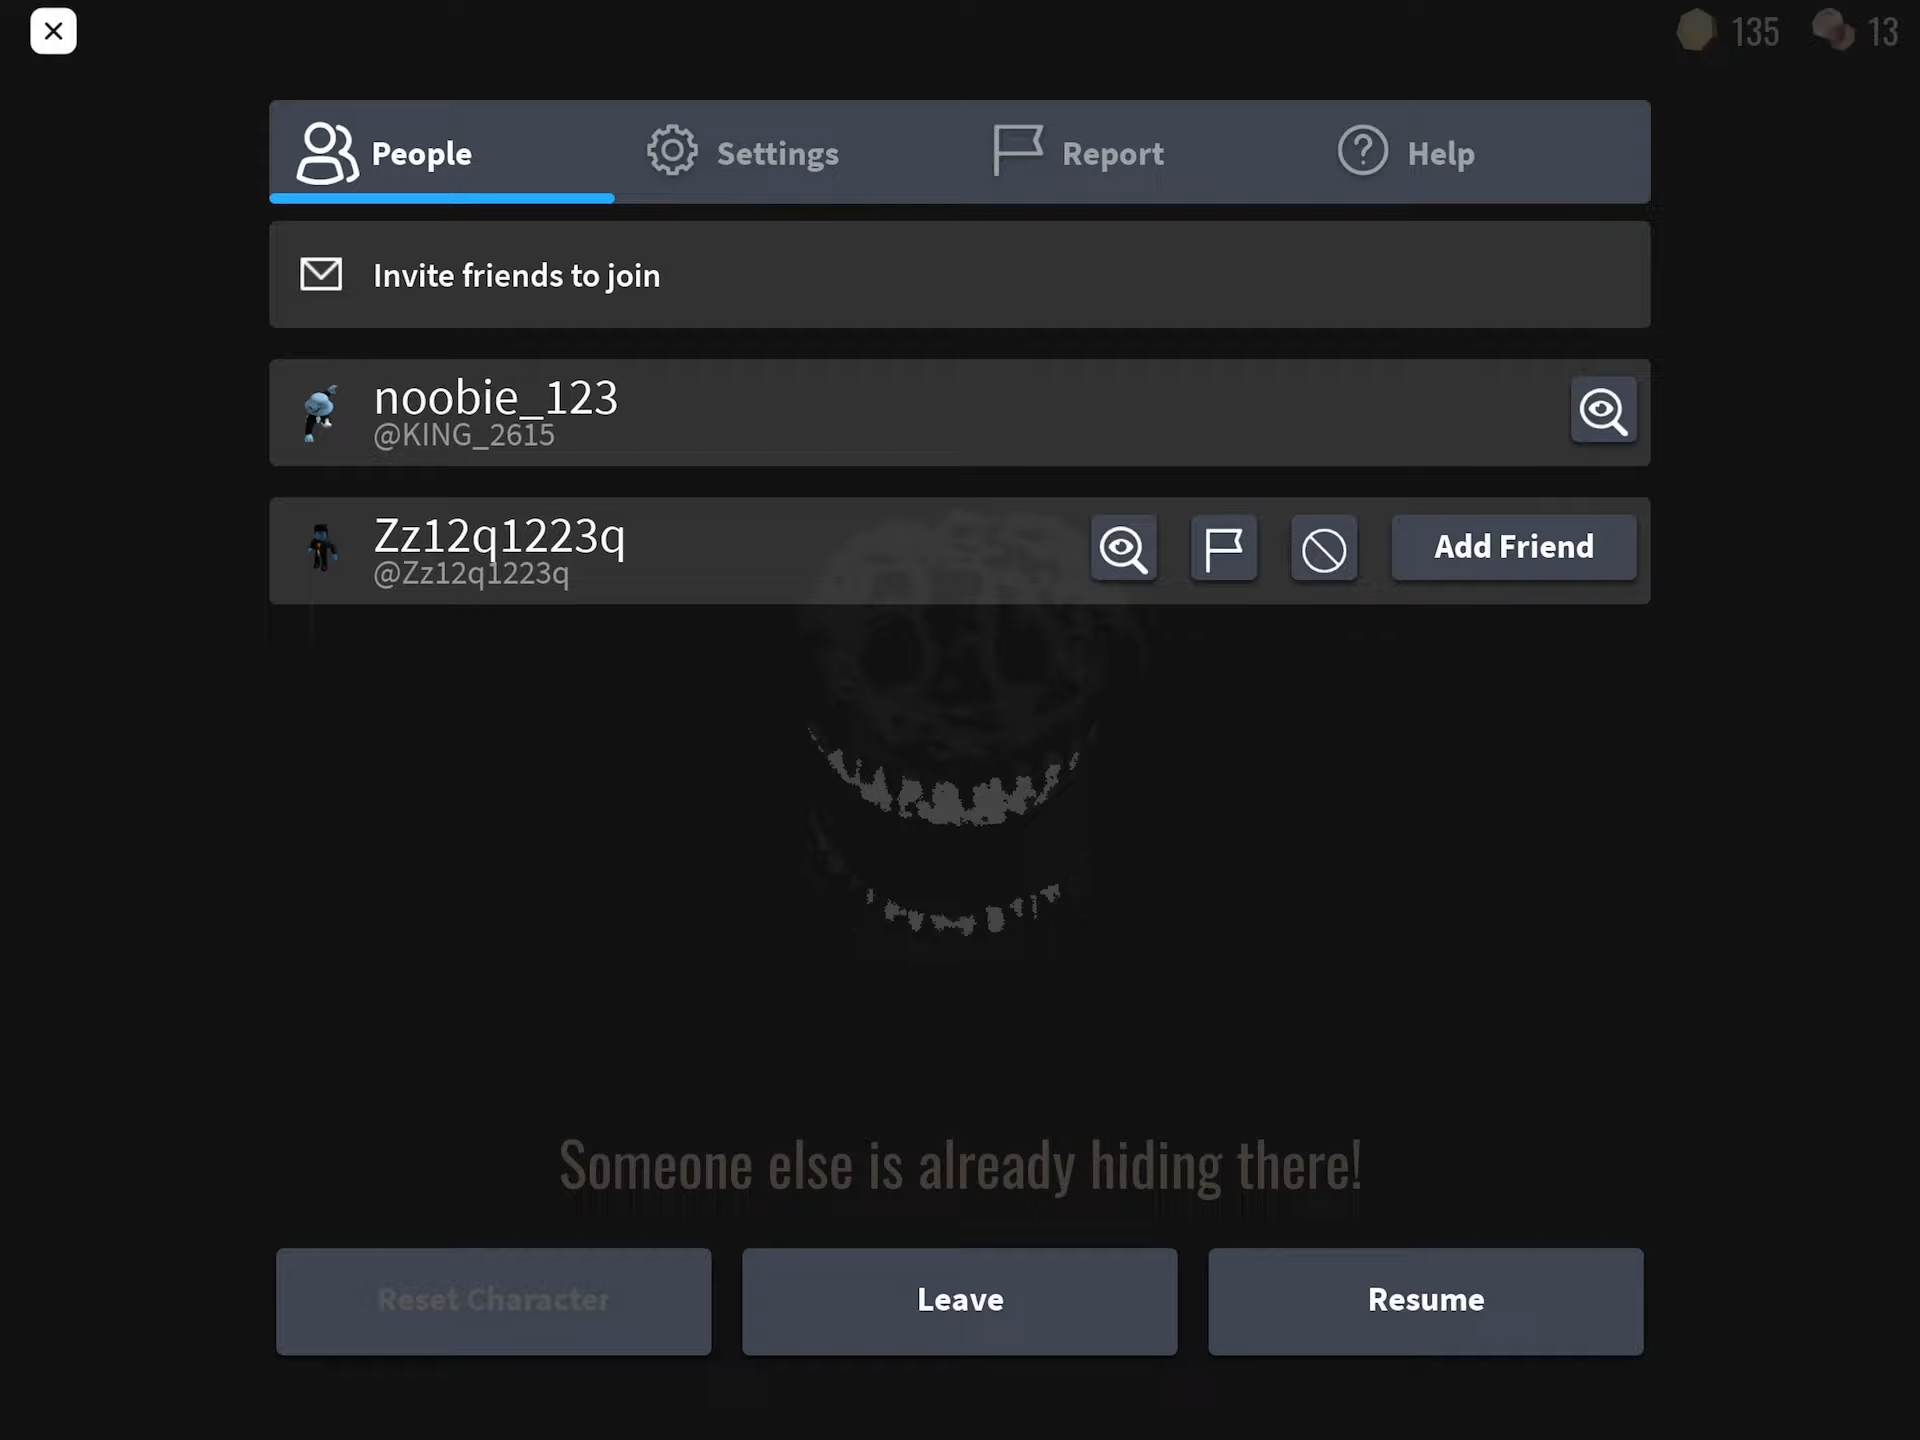 135 13
People Settings Report Help
Invite friends to join
noobie_123
@KING_2615
Zz12q1223q
@Zz12q1223q
Add Friend
Someone else is already hiding there!
Reset Character Leave Resume